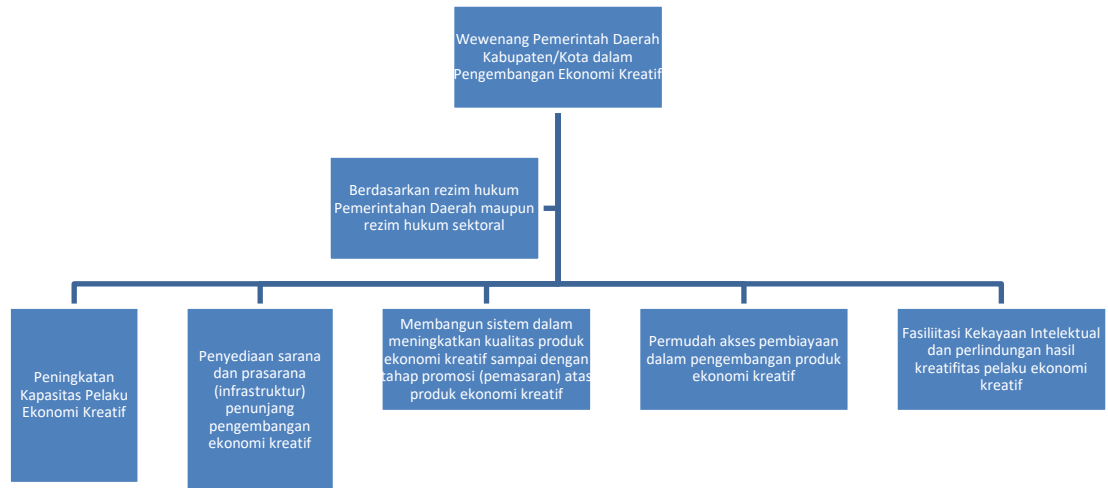 Wewenang Pemerintah Daerah
Kabupaten/Kota dalam
Pengembangan Ekonomi Kreatif
Berdasarkan rezim hukum
Pemerintahan Daerah maupun
rezim hukum sektoral
Peningkatan
Kapasitas Pelaku
Ekonomi Kreatif
Penyediaan sarana
dan prasarana
(infrastruktur)
penunjang
pengembangan
ekonomi kreatif
Membangun sistem dalam
meningkatkan kualitas produk
ekonomi kreatif sampai dengan
tahap promosi (pemasaran) atas
produk ekonomi kreatif
Permudah akses pembiayaan
dalam pengembangan produk
ekonomi kreatif
Fasiliitasi Kekayaan Intelektual
dan perlindungan hasil
kreatifitas pelaku ekonomi
kreatif